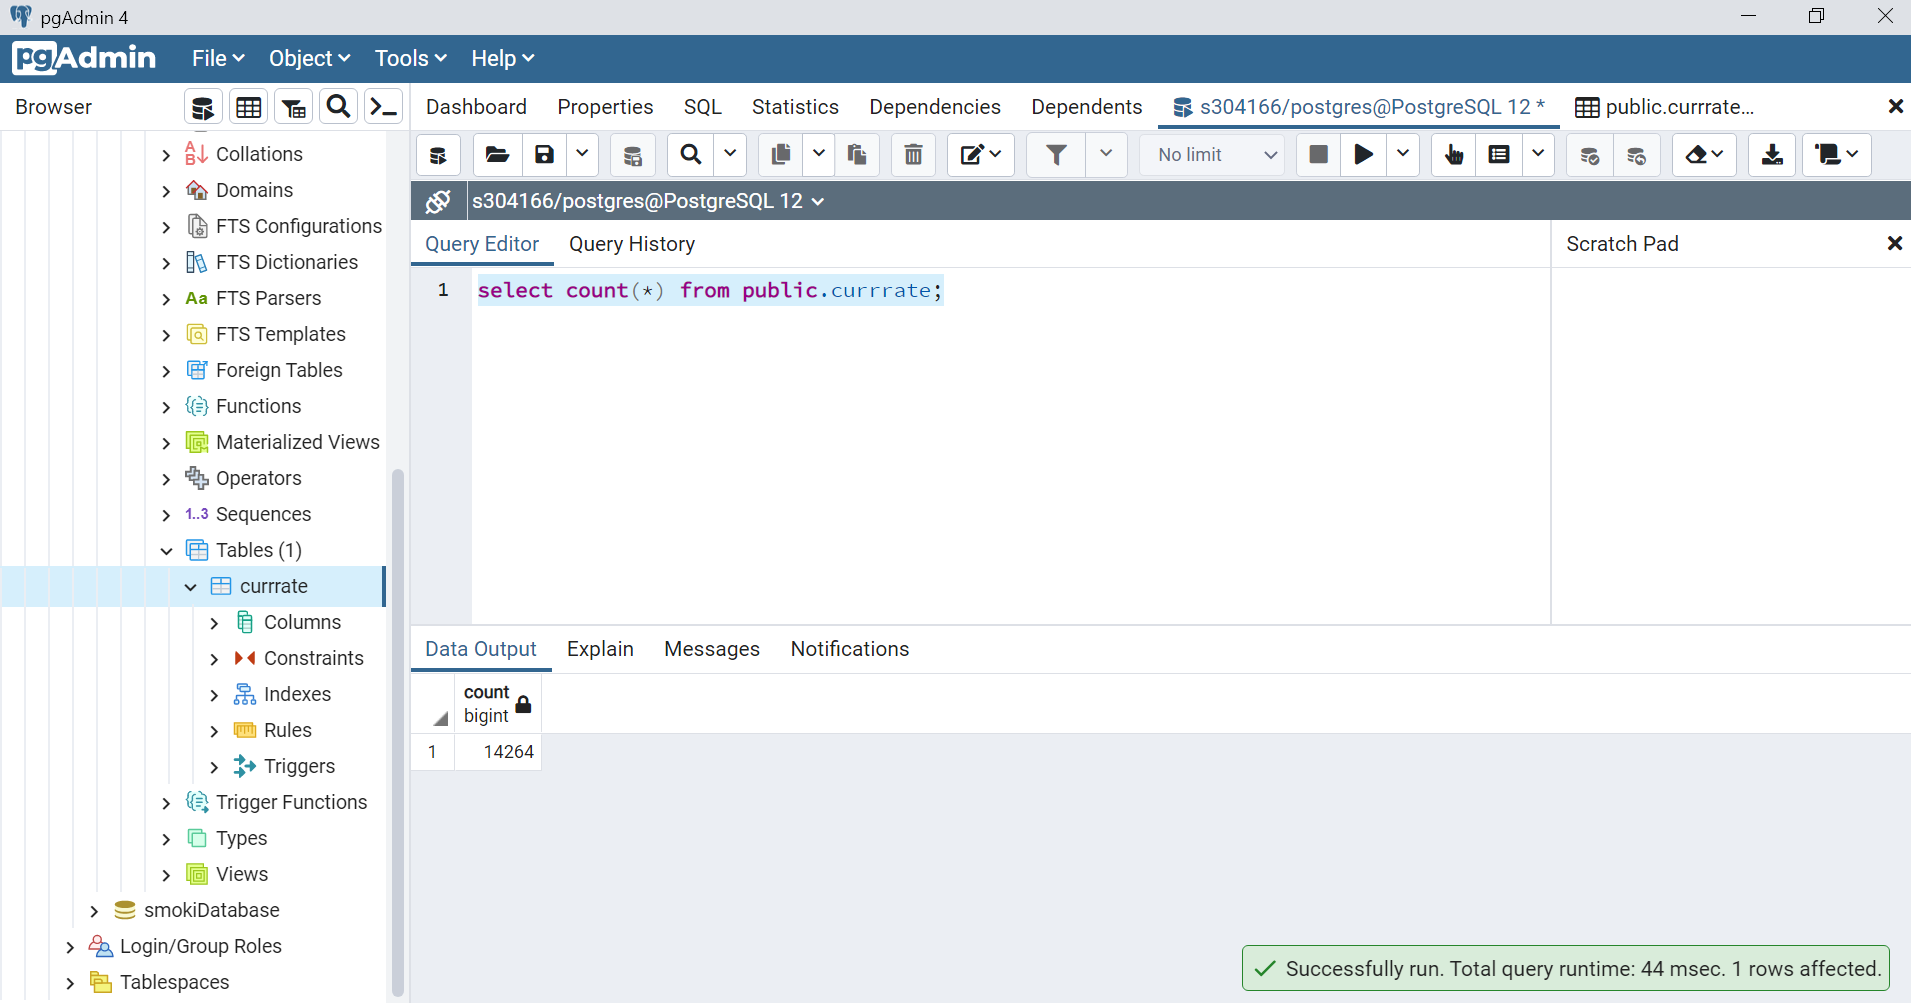 pgAdmin 4
pgAdmin File Object Tools Help
Browser
Dashboard Properties SQL Statistics Dependencies Dependents s304166/postgres@PostgreSQL 12 * public.currrate...
No limit
s304166/postgres@PostgreSQL 12
Query Editor Query History
Scratch Pad
1 select count(*) from public.currrate;
Collations
Domains
FTS Configurations
FTS Dictionaries
Aa FTS Parsers
FTS Templates
Foreign Tables
Functions
Materialized Views
Operators
1..3 Sequences
Tables (1)
currrate
Columns
Constraints
Indexes
Rules
Triggers
Trigger Functions
Types
Views
smokiDatabase
Login/Group Roles
Tablespaces
Data Output Explain Messages Notifications
count
bigint
1 14264
Successfully run. Total query runtime: 44 msec. 1 rows affected.